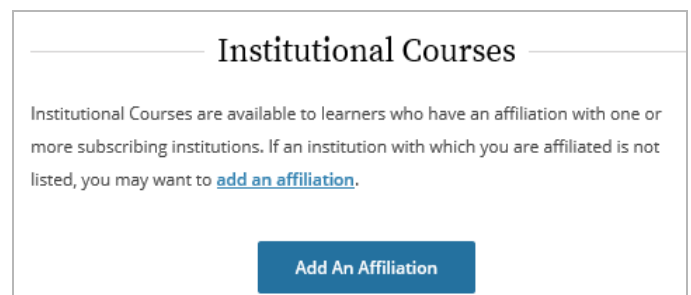 Institutional Courses
Institutional Courses are available to learners who have an affiliation with one or
more subscribing institutions. If an institution with which you are affiliated is not
listed, you may want to add an affiliation.
Add An Affiliation